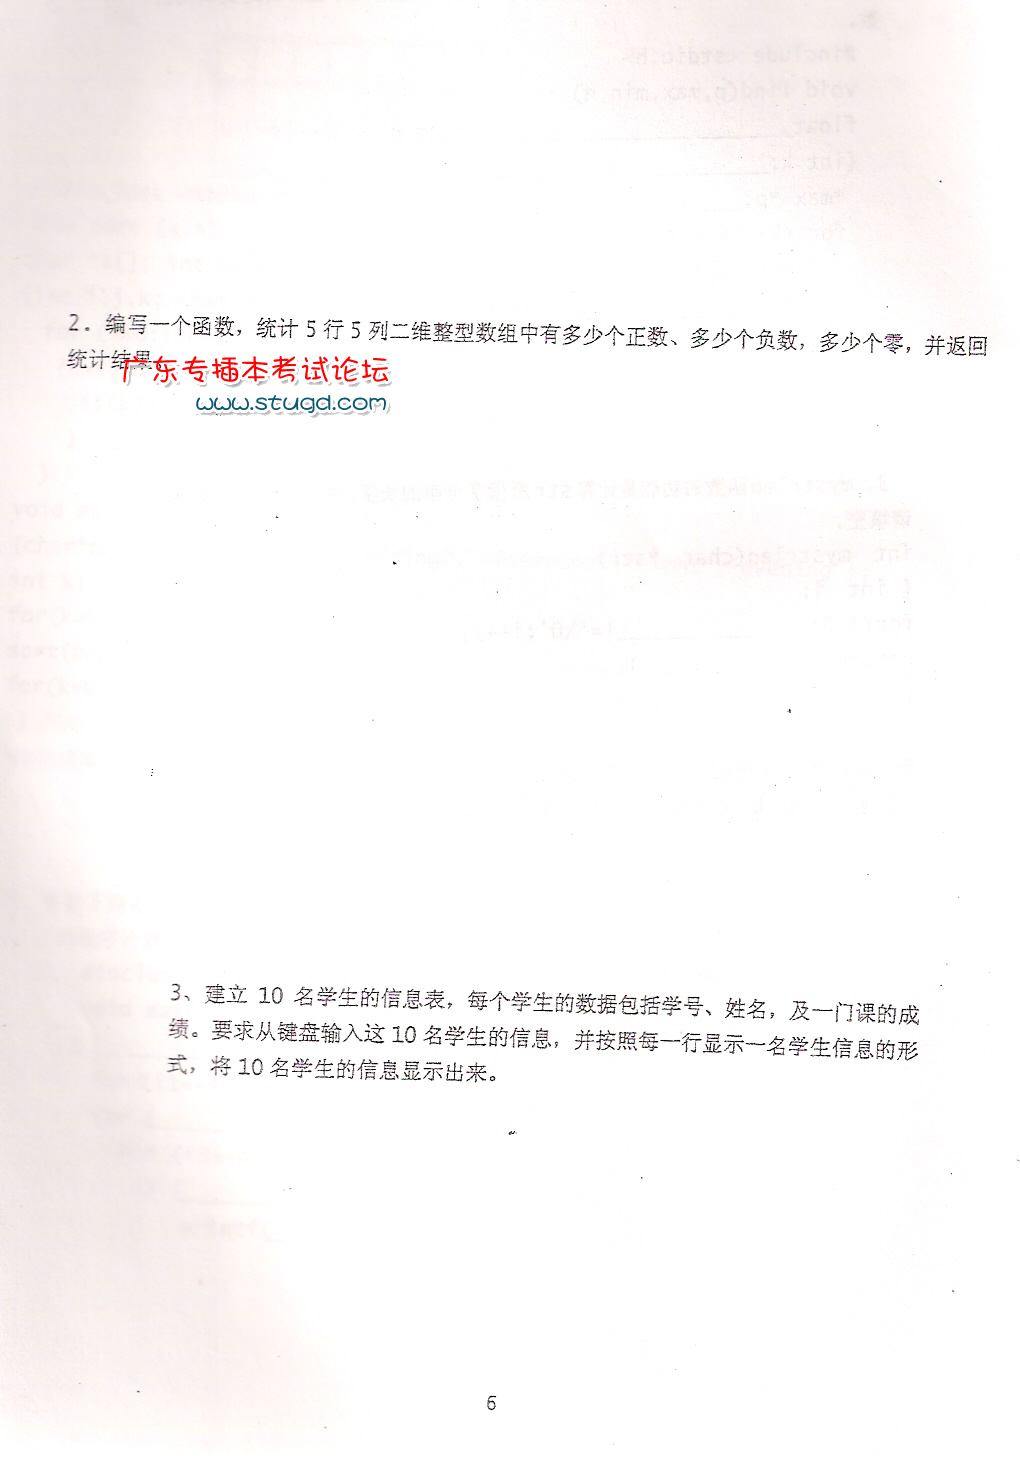 2．编写一个函数，统计 5 行 5 列二维整型数组中有多少个正数、多少个负数，多少个零，并返回
统计结果
广东专插本考试论坛
www.stugd.com
3、建立 10 名学生的信息表，每个学生的数据包括学号、姓名，及一门课的成
绩。要求从键盘输入这 10 名学生的信息，并按照每一行显示一名学生信息的形
式，将 10 名学生的信息显示出来。
6